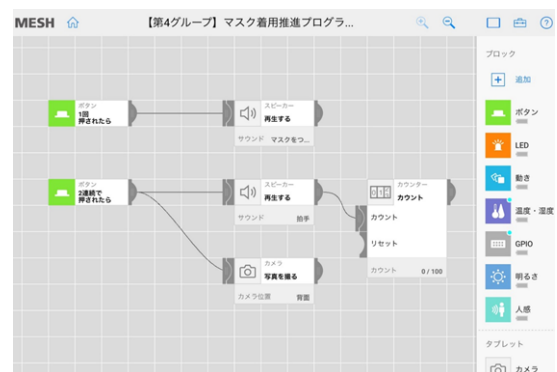 MESH
【第4グループ】マスク着用推進プログラ...
ブロック
追加
ボタン
LED
動き
温度・湿度
GPIO
明るさ
人感
タブレット
カメラ
ボタン
1回
押されたら
スピーカー
再生する
サウンド マスクをつ...
ボタン
2連続で
押されたら
スピーカー
再生する
サウンド 拍手
カウンター
カウント
カウント
リセット
カウント 0 / 100
カメラ
写真を撮る
カメラ位置 背面